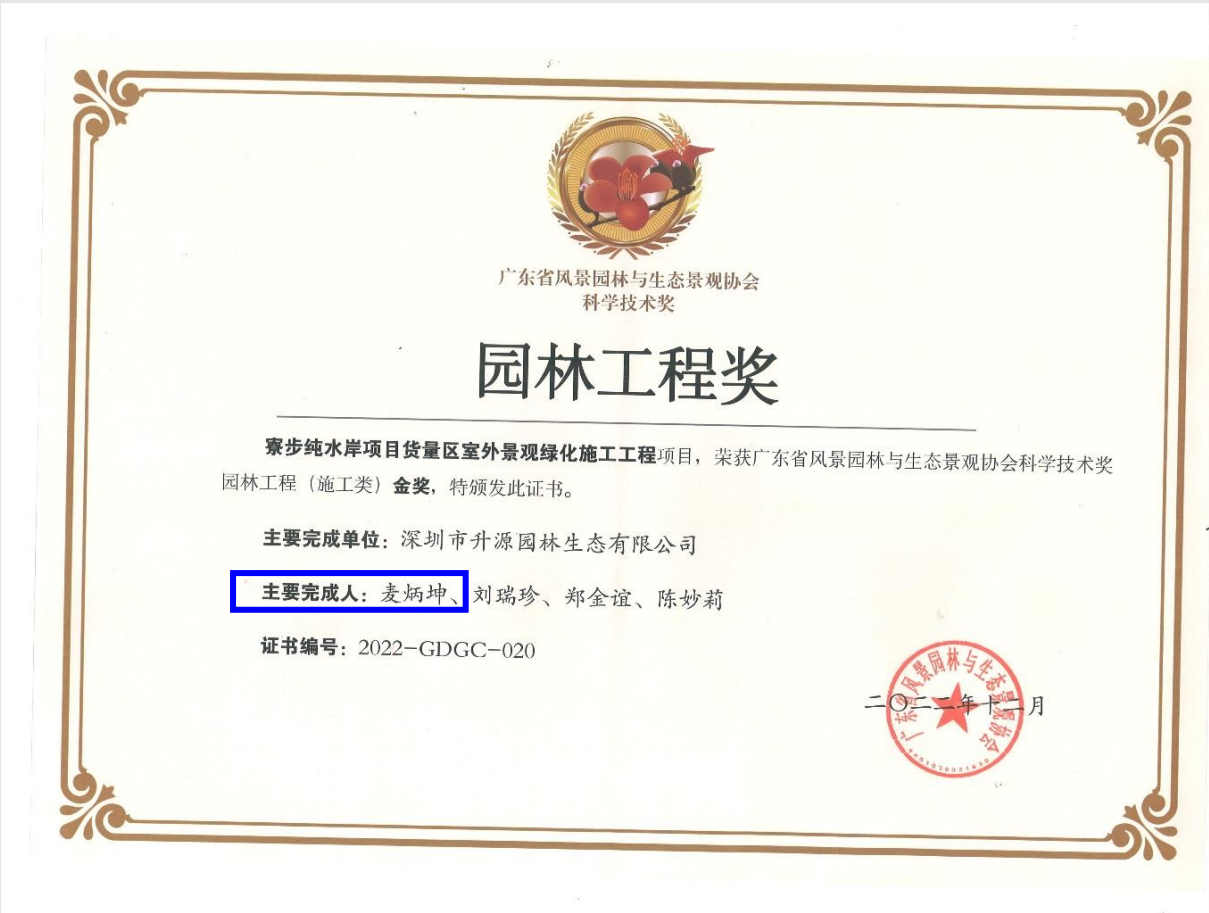 广东省风景园林与生态景观协会
科学技术奖
园林工程奖
寮步纯水岸项目货量区室外景观绿化施工工程项目，荣获广东省风景园林与生态景观协会科学技术奖
园林工程（施工类）金奖，特颁发此证书。
主要完成单位：深圳市升源园林生态有限公司
主要完成人：麦炳坤、刘瑞珍、郑金谊、陈妙莉
证书编号：2022-GDGC-020
二〇二二年十二月
广东省风景园林与生态景观协会